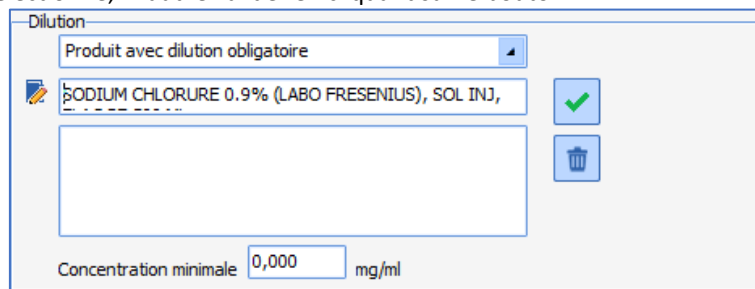 Dilution
Produit avec dilution obligatoire
SODIUM CHLORURE 0.9% (LABO FRESENIUS), SOL INJ,
Concentration minimale 0,000 mg/ml